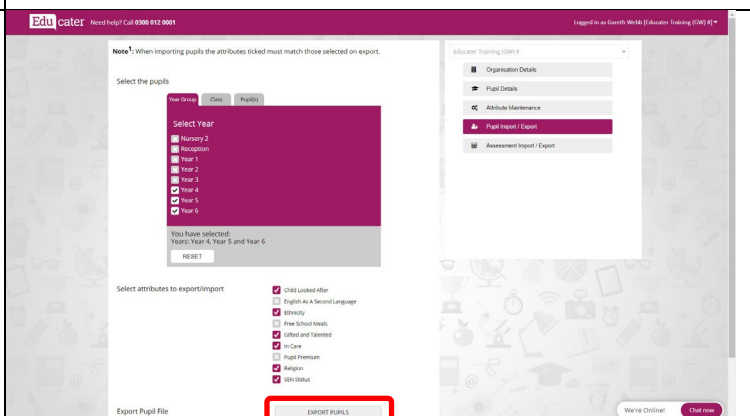 Educater Need help? Call 0300 012 0001
Logged in as Gareth Webb [Educater Training (GW) #]
Note1: When importing pupils the attributes ticked must match those selected on export.
Select the pupils
Year Group Class Pupil(s)
Select Year
Nursery 2
Reception
Year 1
Year 2
Year 3
Year 4
Year 5
Year 6
You have selected:
Years: Year 4, Year 5 and Year 6
RESET
Select attributes to export/import
Child Looked After
English As A Second Language
Ethnicity
Free School Meals
Gifted and Talented
In Care
Pupil Premium
Religion
SEN Status
Export Pupil File
EXPORT PUPILS
Educater Training (GW) #
Organisation Details
Pupil Details
Attribute Maintenance
Pupil Import / Export
Assessment Import / Export
We're Online! Chat now